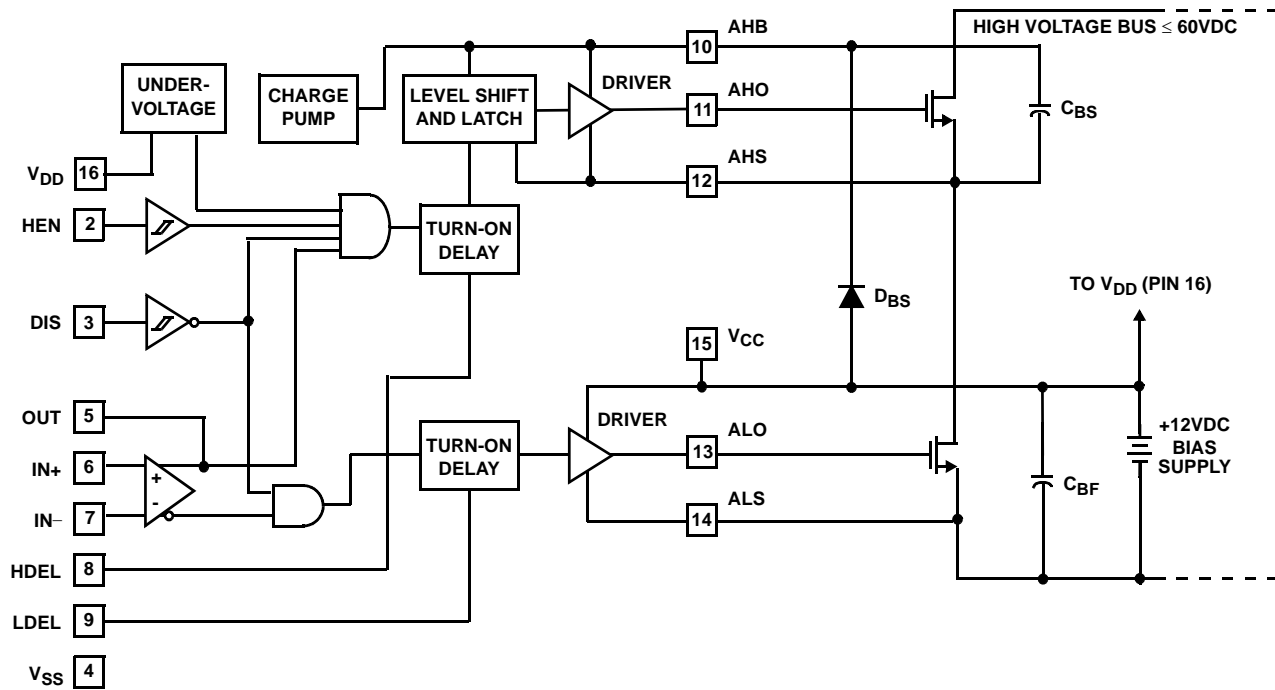 AHB
10
HIGH VOLTAGE BUS ≤ 60VDC
UNDER-
VOLTAGE
CHARGE
PUMP
LEVEL SHIFT
AND LATCH
DRIVER
AHO
11
CBS
AHS
12
VDD
16
HEN
2
TURN-ON
DELAY
DIS
3
DBS
TO VDD (PIN 16)
15
VCC
OUT
5
IN+
6
+
-
IN–
7
TURN-ON
DELAY
DRIVER
ALO
13
ALS
14
CBF
+12VDC
BIAS
SUPPLY
HDEL
8
LDEL
9
VSS
4